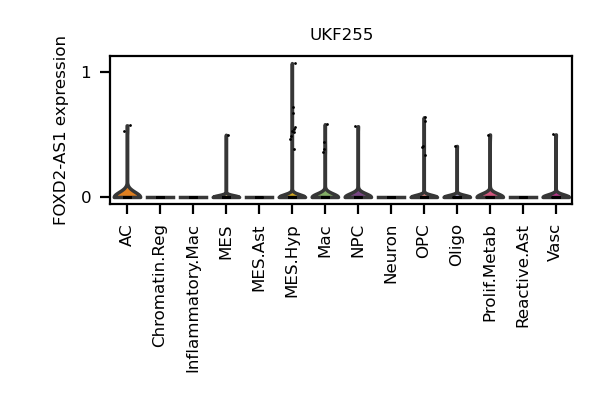 UKF255
FOXD2-AS1 expression
1
0
AC
Chromatin.Reg
Inflammatory.Mac
MES
MES.Ast
MES.Hyp
Mac
NPC
Neuron
OPC
Oligo
Prolif.Metab
Reactive.Ast
Vasc